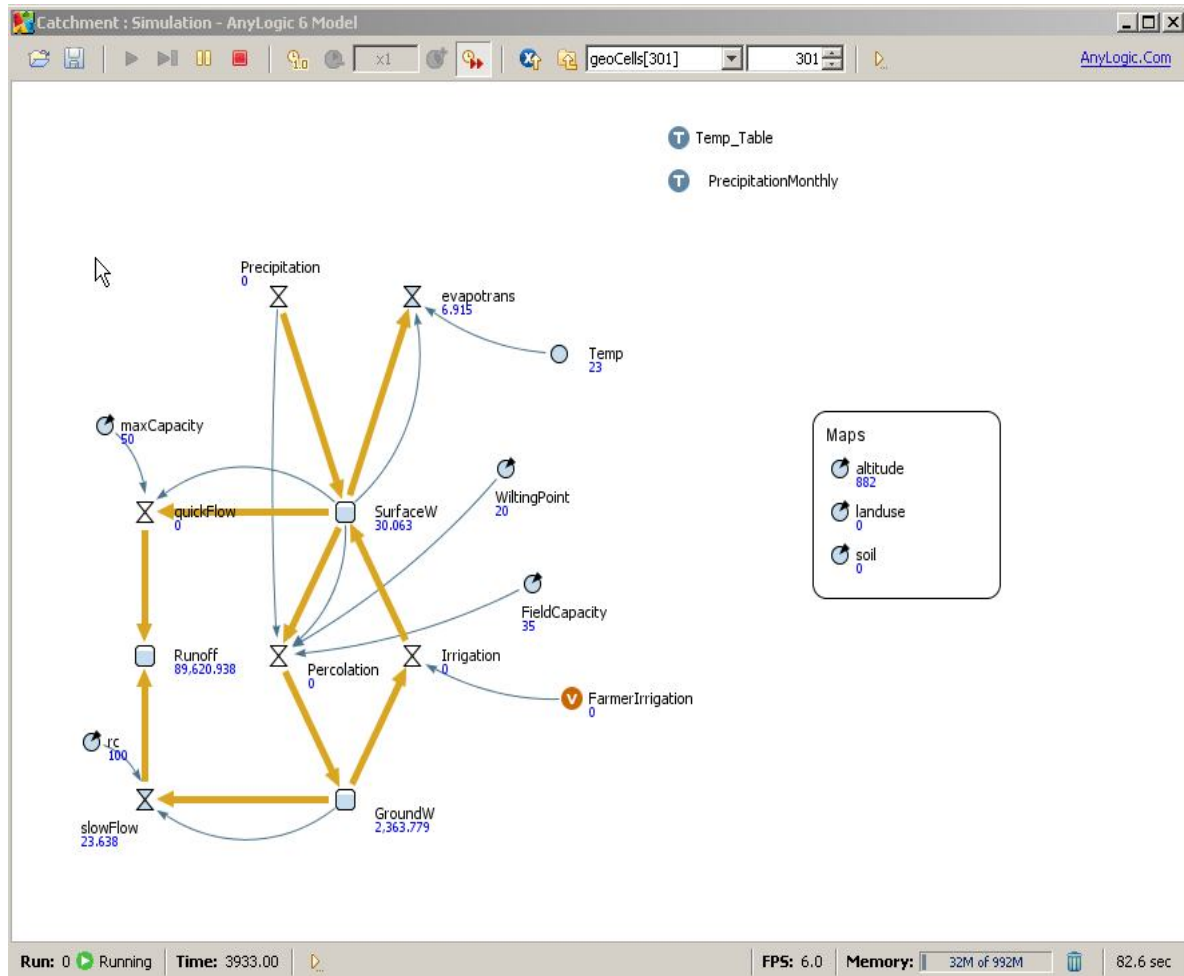 Catchment : Simulation - AnyLogic 6 Model
x1
geoCells[301]
301
AnyLogic.Com
Temp_Table
PrecipitationMonthly
Precipitation
0
evapotrans
6.915
Temp
23
maxCapacity
50
Maps
altitude
882
landuse
0
soil
0
WiltingPoint
20
quickFlow
0
SurfaceW
30.063
FieldCapacity
35
Runoff
89,620.938
Percolation
0
Irrigation
0
FarmerIrrigation
0
rc
100
slowFlow
23.638
GroundW
2,363.779
Run: 0 Running Time: 3933.00 FPS: 6.0 Memory: 32M of 992M 82.6 sec